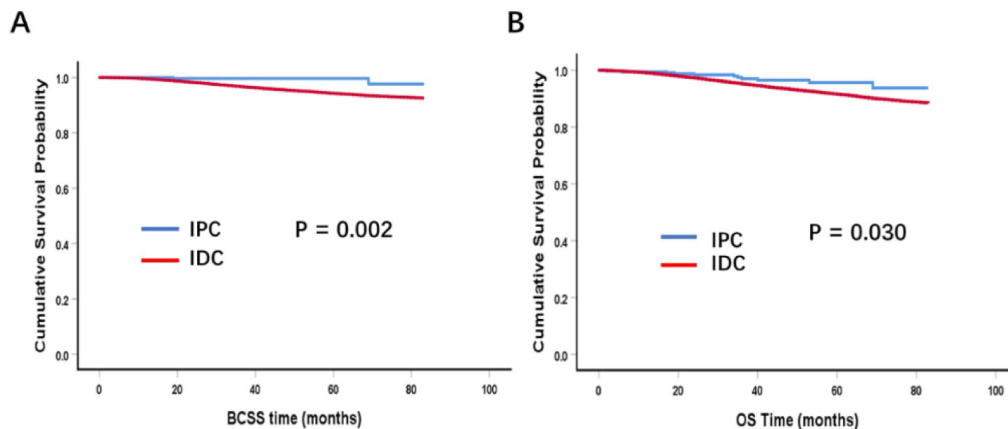 A
Cumulative Survival Probability
1.0
0.8
0.6
0.4
0.2
0.0
IPC
IDC
P = 0.002
0 20 40 60 80 100
BCSS time (months)
B
Cumulative Survival Probability
1.0
0.8
0.6
0.4
0.2
0.0
IPC
IDC
P = 0.030
0 20 40 60 80 100
OS Time (months)